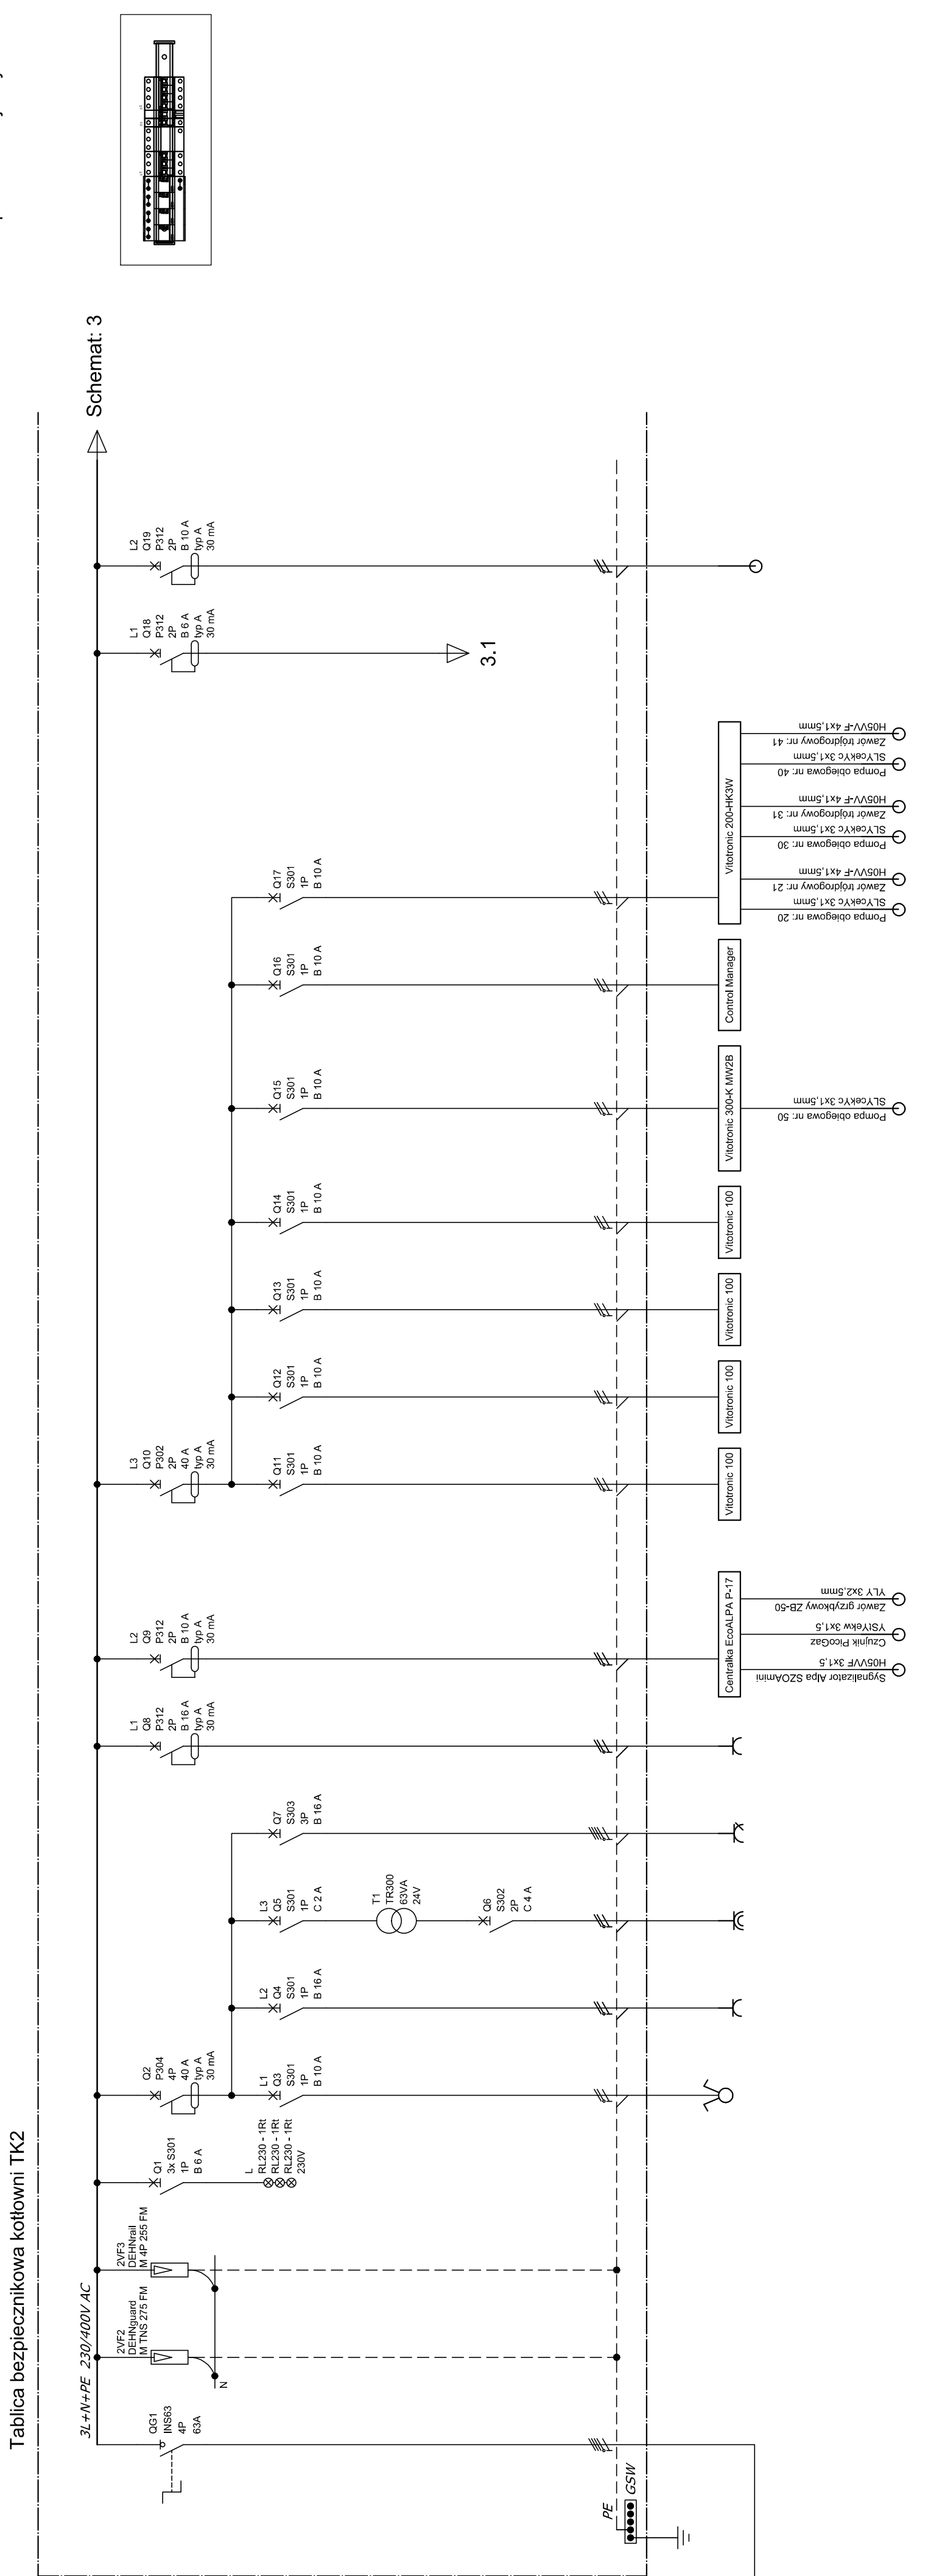 Tablica bezpiecznikowa kotłowni TK2
3L+N+PE 230/400V AC
Schemat: 3
QG1
INS63
4P
63A
2VF2
DEHNguard
M TNS 275 FM
2VF3
DEHNrail
M 4P 255 FM
N
Q1
3x S301
1P
B 6 A
L
RL230 - 1Rt
RL230 - 1Rt
RL230 - 1Rt
230V
Q2
P304
4P
40 A
typ A
30 mA
L1
Q3
S301
1P
B 10 A
L2
Q4
S301
1P
B 16 A
L3
Q5
S301
1P
C 2 A
T1
TR300
63VA
24V
Q6
S302
2P
C 4 A
Q7
S303
3P
B 16 A
L1
Q8
P312
2P
B 16 A
typ A
30 mA
L2
Q9
P312
2P
B 10 A
typ A
30 mA
L3
Q10
P302
2P
40 A
typ A
30 mA
Q11
S301
1P
B 10 A
Q12
S301
1P
B 10 A
Q13
S301
1P
B 10 A
Q14
S301
1P
B 10 A
Q15
S301
1P
B 10 A
Q16
S301
1P
B 10 A
Q17
S301
1P
B 10 A
L1
Q18
P312
2P
B 6 A
typ A
30 mA
3.1
L2
Q19
P312
2P
B 10 A
typ A
30 mA
PE
GSW
Centralka EcoALPA P-17
Sygnalizator Alpa SZOAmini
H05VVF 3x1,5
Czujnik PicoGaz
YStYekw 3x1,5
Zawór grzybkowy ZB-50
YLY 3x2,5mm
Vitotronic 100
Vitotronic 100
Vitotronic 100
Vitotronic 100
Vitotronic 300-K MW2B
Pompa obiegowa nr: 50
SLYcekYc 3x1,5mm
Control Manager
Vitotronic 200-HK3W
Pompa obiegowa nr: 20
SLYcekYc 3x1,5mm
Zawór trójdrogowy nr: 21
H05VV-F 4x1,5mm
Pompa obiegowa nr: 30
SLYcekYc 3x1,5mm
Zawór trójdrogowy nr: 31
H05VV-F 4x1,5mm
Pompa obiegowa nr: 40
SLYcekYc 3x1,5mm
Zawór trójdrogowy nr: 41
H05VV-F 4x1,5mm